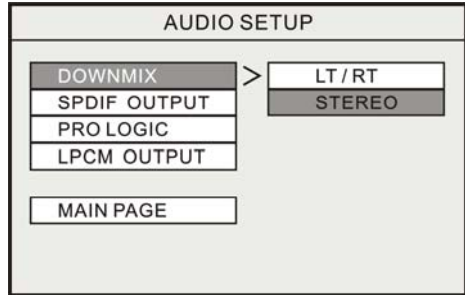 AUDIO SETUP
DOWNMIX > LT / RT
SPDIF OUTPUT STEREO
PRO LOGIC
LPCM OUTPUT
MAIN PAGE